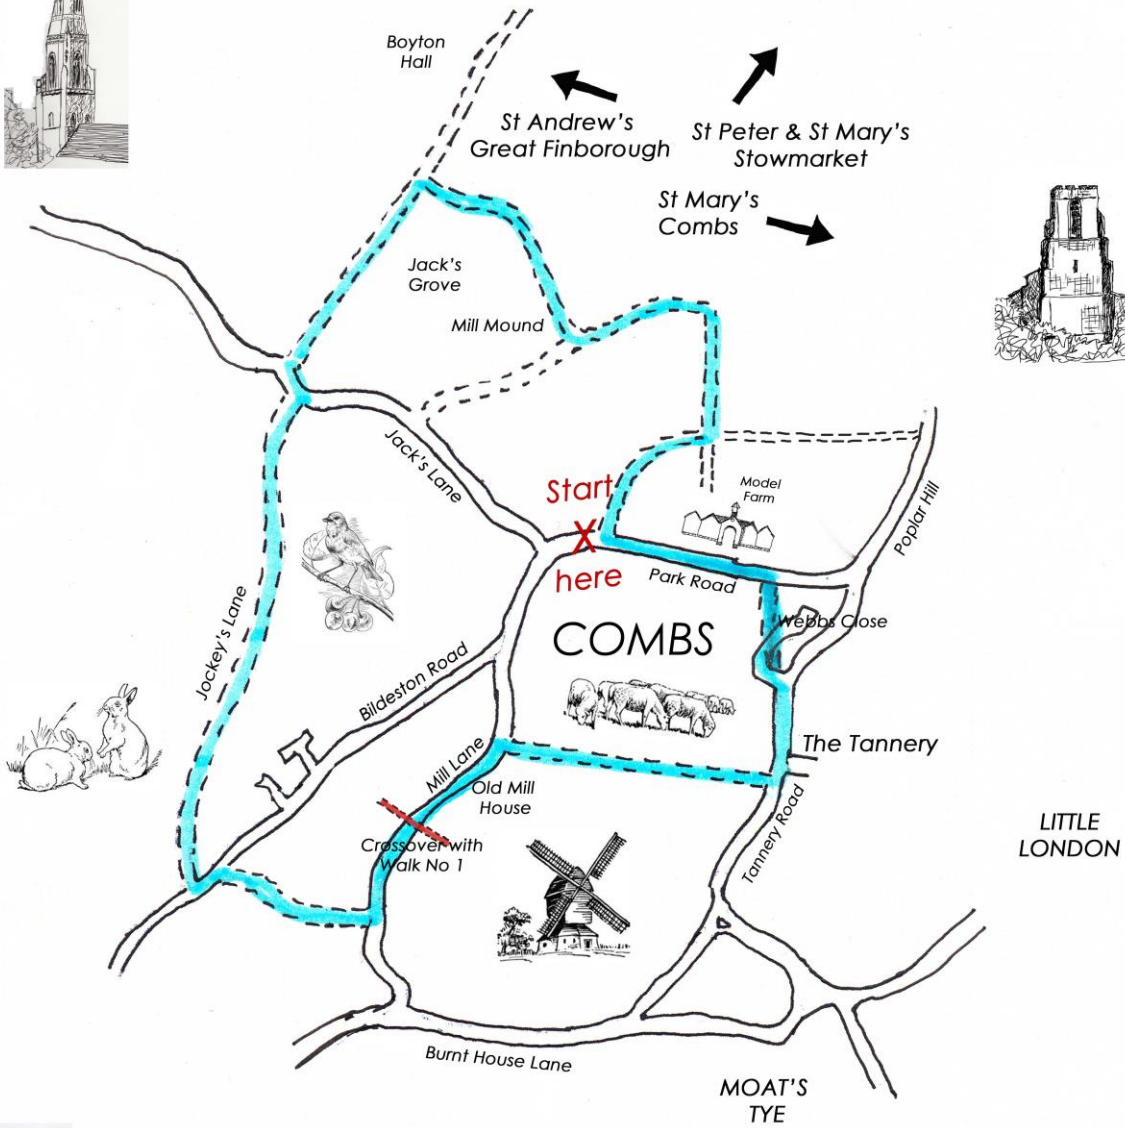 Boyton
Hall
St Andrew's
Great Finborough
St Peter & St Mary's
Stowmarket
St Mary's
Combs
Jack's
Grove
Mill Mound
Jack's Lane
Start
X
here
Model
Farm
Poplar Hill
Park Road
Webbs Close
COMBS
Jockey's Lane
Bildeston Road
The Tannery
Mill Lane
Old Mill
House
Tannery Road
Crossover with
Walk No 1
LITTLE
LONDON
Burnt House Lane
MOAT'S
TYE